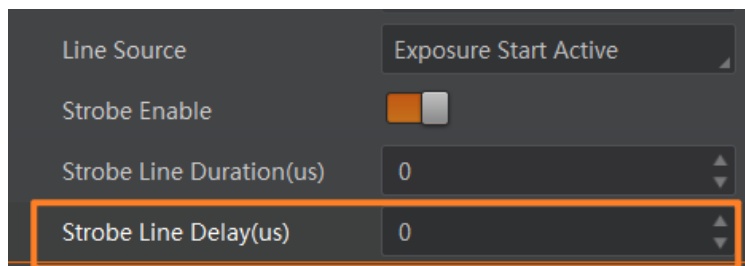 Line Source Exposure Start Active
Strobe Enable
Strobe Line Duration(us) 0
Strobe Line Delay(us) 0